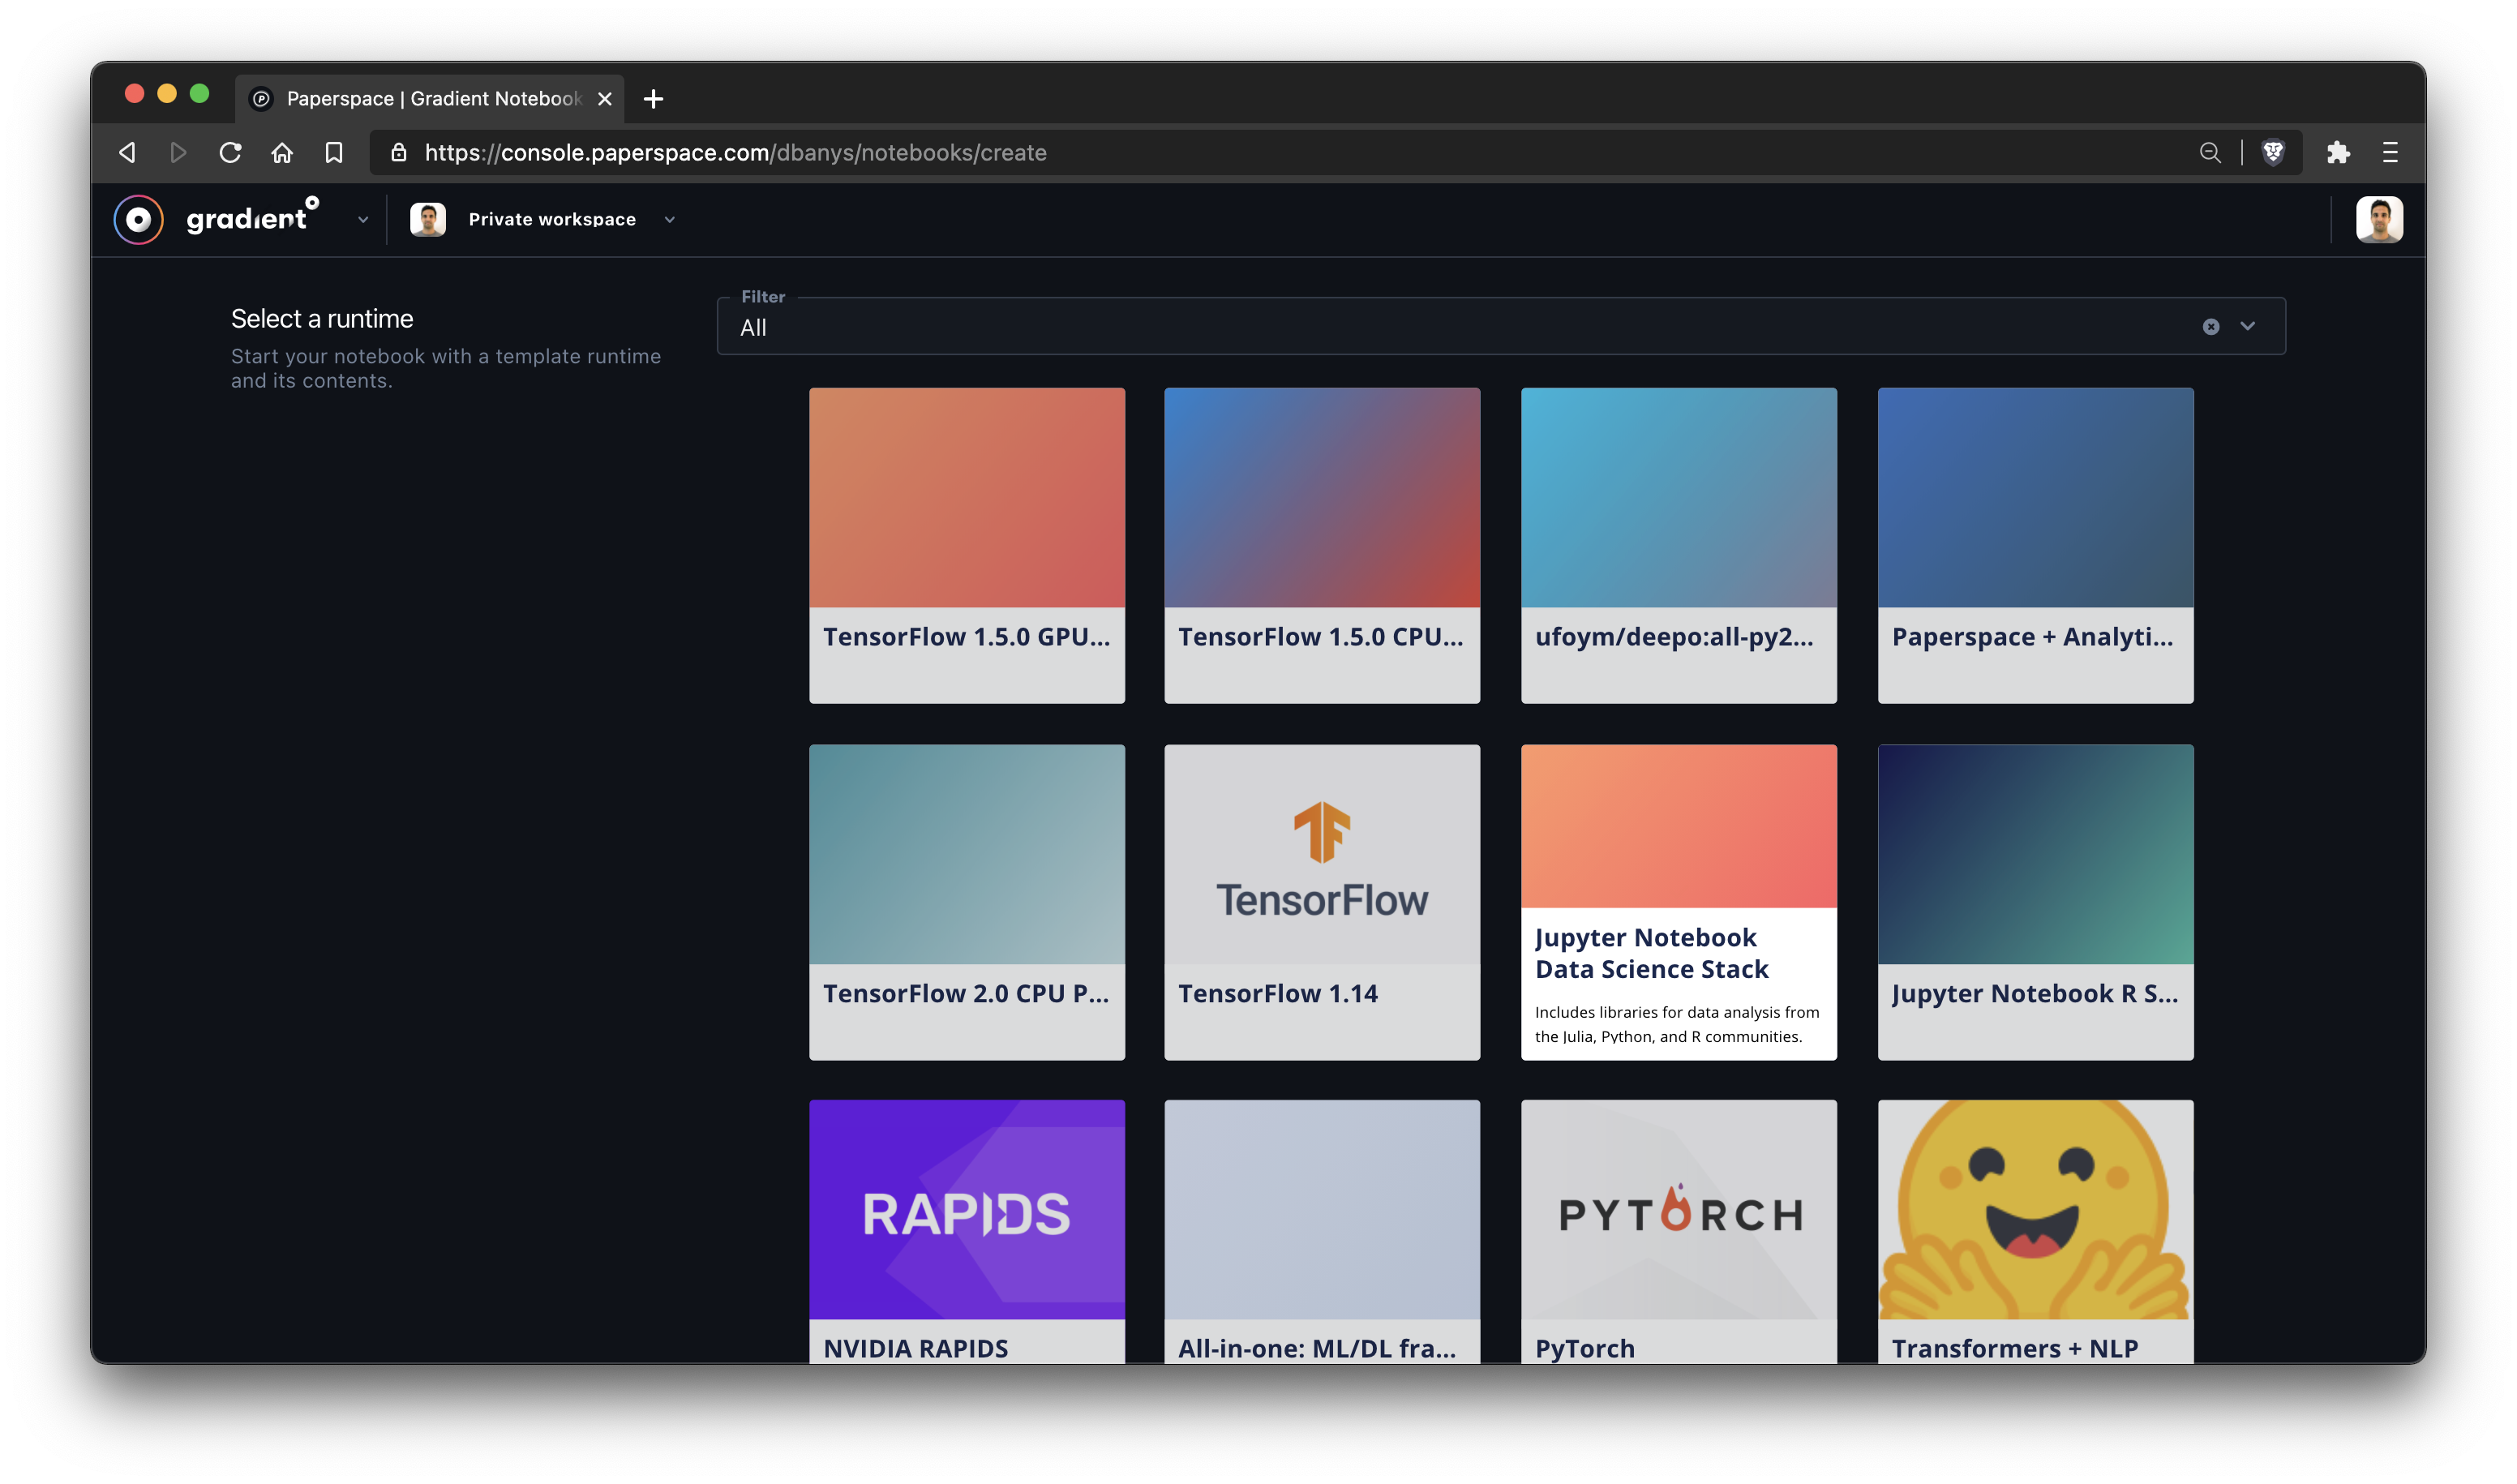 Paperspace | Gradient Notebook
https://console.paperspace.com/dbanys/notebooks/create
gradient
Private workspace
Select a runtime
Start your notebook with a template runtime
and its contents.
Filter
All
TensorFlow 1.5.0 GPU...
TensorFlow 1.5.0 CPU...
ufoym/deepo:all-py2...
Paperspace + Analyti...
TensorFlow 2.0 CPU P...
TensorFlow
TensorFlow 1.14
Jupyter Notebook
Data Science Stack
Includes libraries for data analysis from
the Julia, Python, and R communities.
Jupyter Notebook R S...
RAPIDS
NVIDIA RAPIDS
All-in-one: ML/DL fra...
PYTORCH
PyTorch
Transformers + NLP